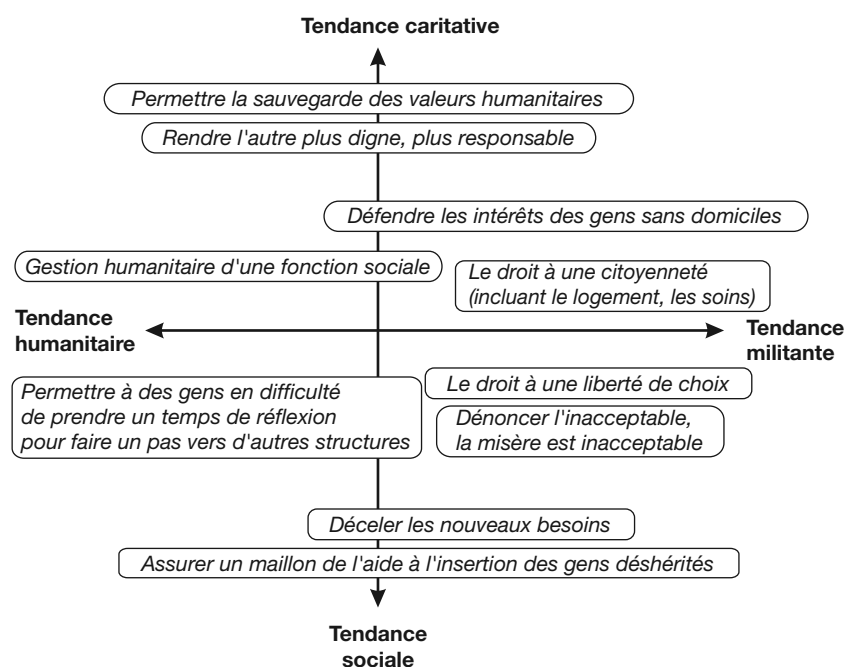 Tendance caritative
Permettre la sauvegarde des valeurs humanitaires
Rendre l'autre plus digne, plus responsable
Défendre les intérêts des gens sans domiciles
Gestion humanitaire d'une fonction sociale
Le droit à une citoyenneté
(incluant le logement, les soins)
Tendance
humanitaire
Tendance
militante
Permettre à des gens en difficulté
de prendre un temps de réflexion
pour faire un pas vers d'autres structures
Le droit à une liberté de choix
Dénoncer l'inacceptable,
la misère est inacceptable
Déceler les nouveaux besoins
Assurer un maillon de l'aide à l'insertion des gens déshérités
Tendance
sociale